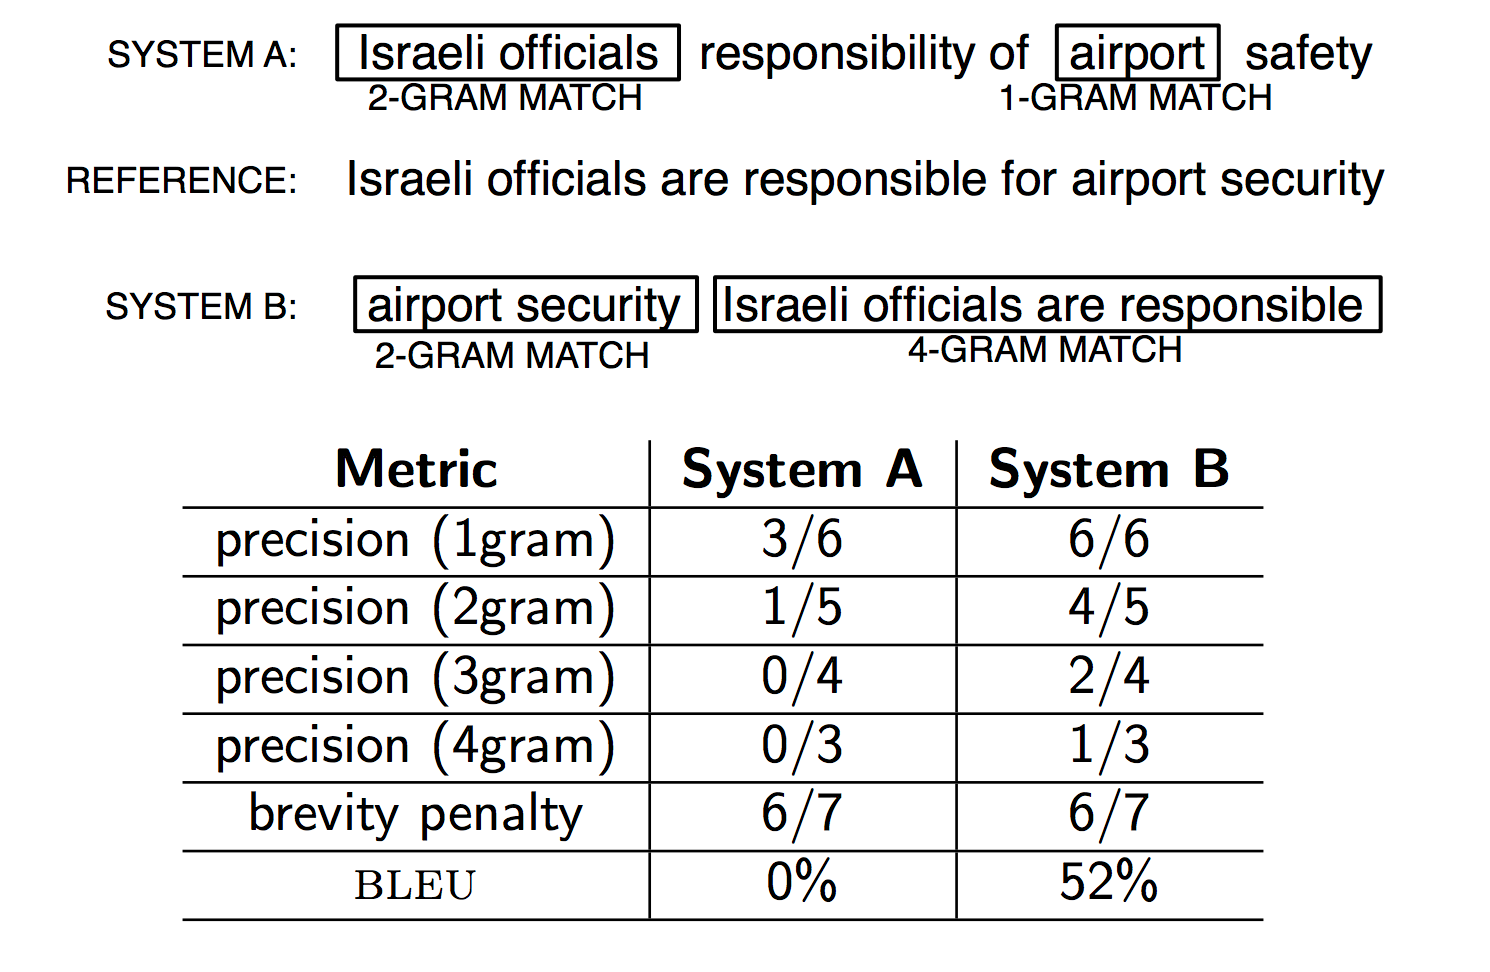 SYSTEM A: Israeli officials responsibility of airport safety
2-GRAM MATCH 1-GRAM MATCH
REFERENCE: Israeli officials are responsible for airport security
SYSTEM B: airport security Israeli officials are responsible
2-GRAM MATCH 4-GRAM MATCH
Metric System A System B
precision (1gram) 3/6 6/6
precision (2gram) 1/5 4/5
precision (3gram) 0/4 2/4
precision (4gram) 0/3 1/3
brevity penalty 6/7 6/7
BLEU 0% 52%